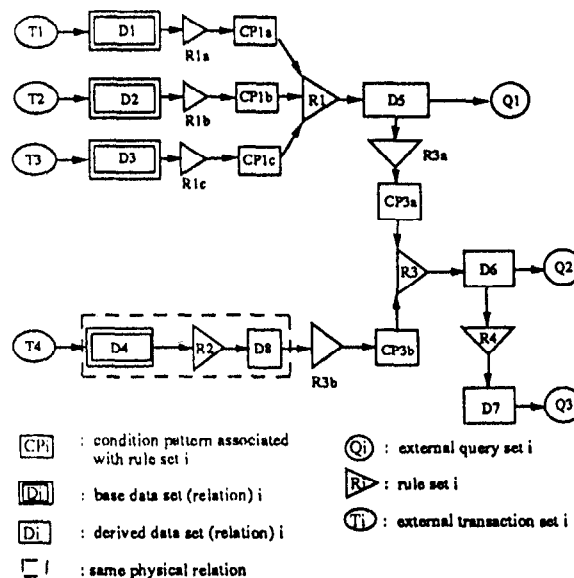 T1 D1 R1a CP1a
T2 D2 R1b CP1b R1 D5 Q1
T3 D3 R1c CP1c R3a
CP3a
R3 D6 Q2
T4 D4 R2 D8 R3b CP3b R4
D7 Q3
CPi : condition pattern associated
with rule set i
Di : base data set (relation) i
Di : derived data set (relation) i
: same physical relation
Qi : external query set i
Ri : rule set i
Ti : external transaction set i